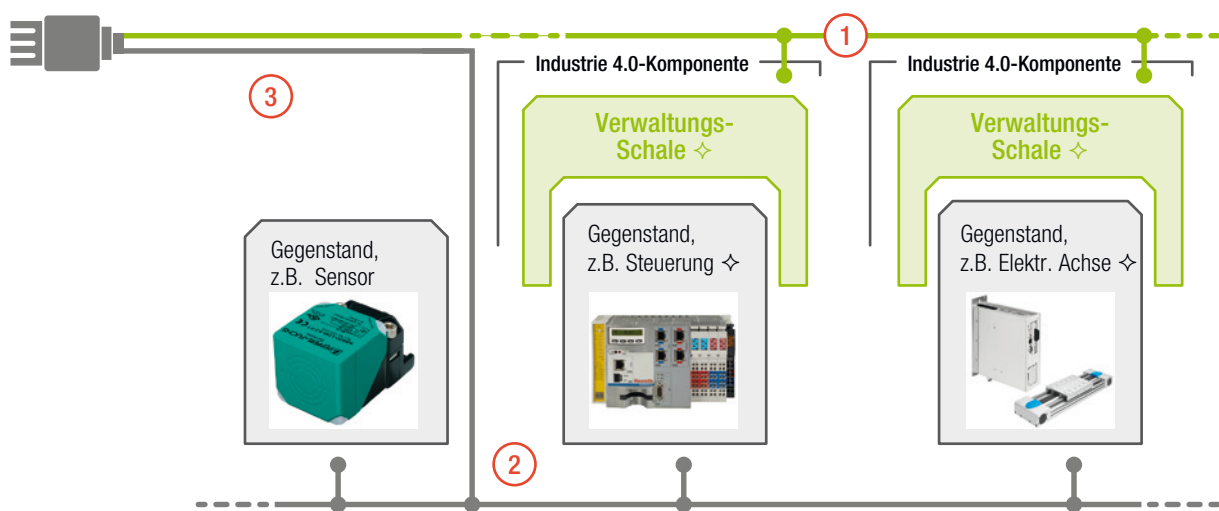 1
Industrie 4.0-Komponente
Industrie 4.0-Komponente
3
Verwaltungs-
Schale ✧
Verwaltungs-
Schale ✧
Gegenstand,
z.B. Sensor
Gegenstand,
z.B. Steuerung ✧
Gegenstand,
z.B. Elektr. Achse ✧
2